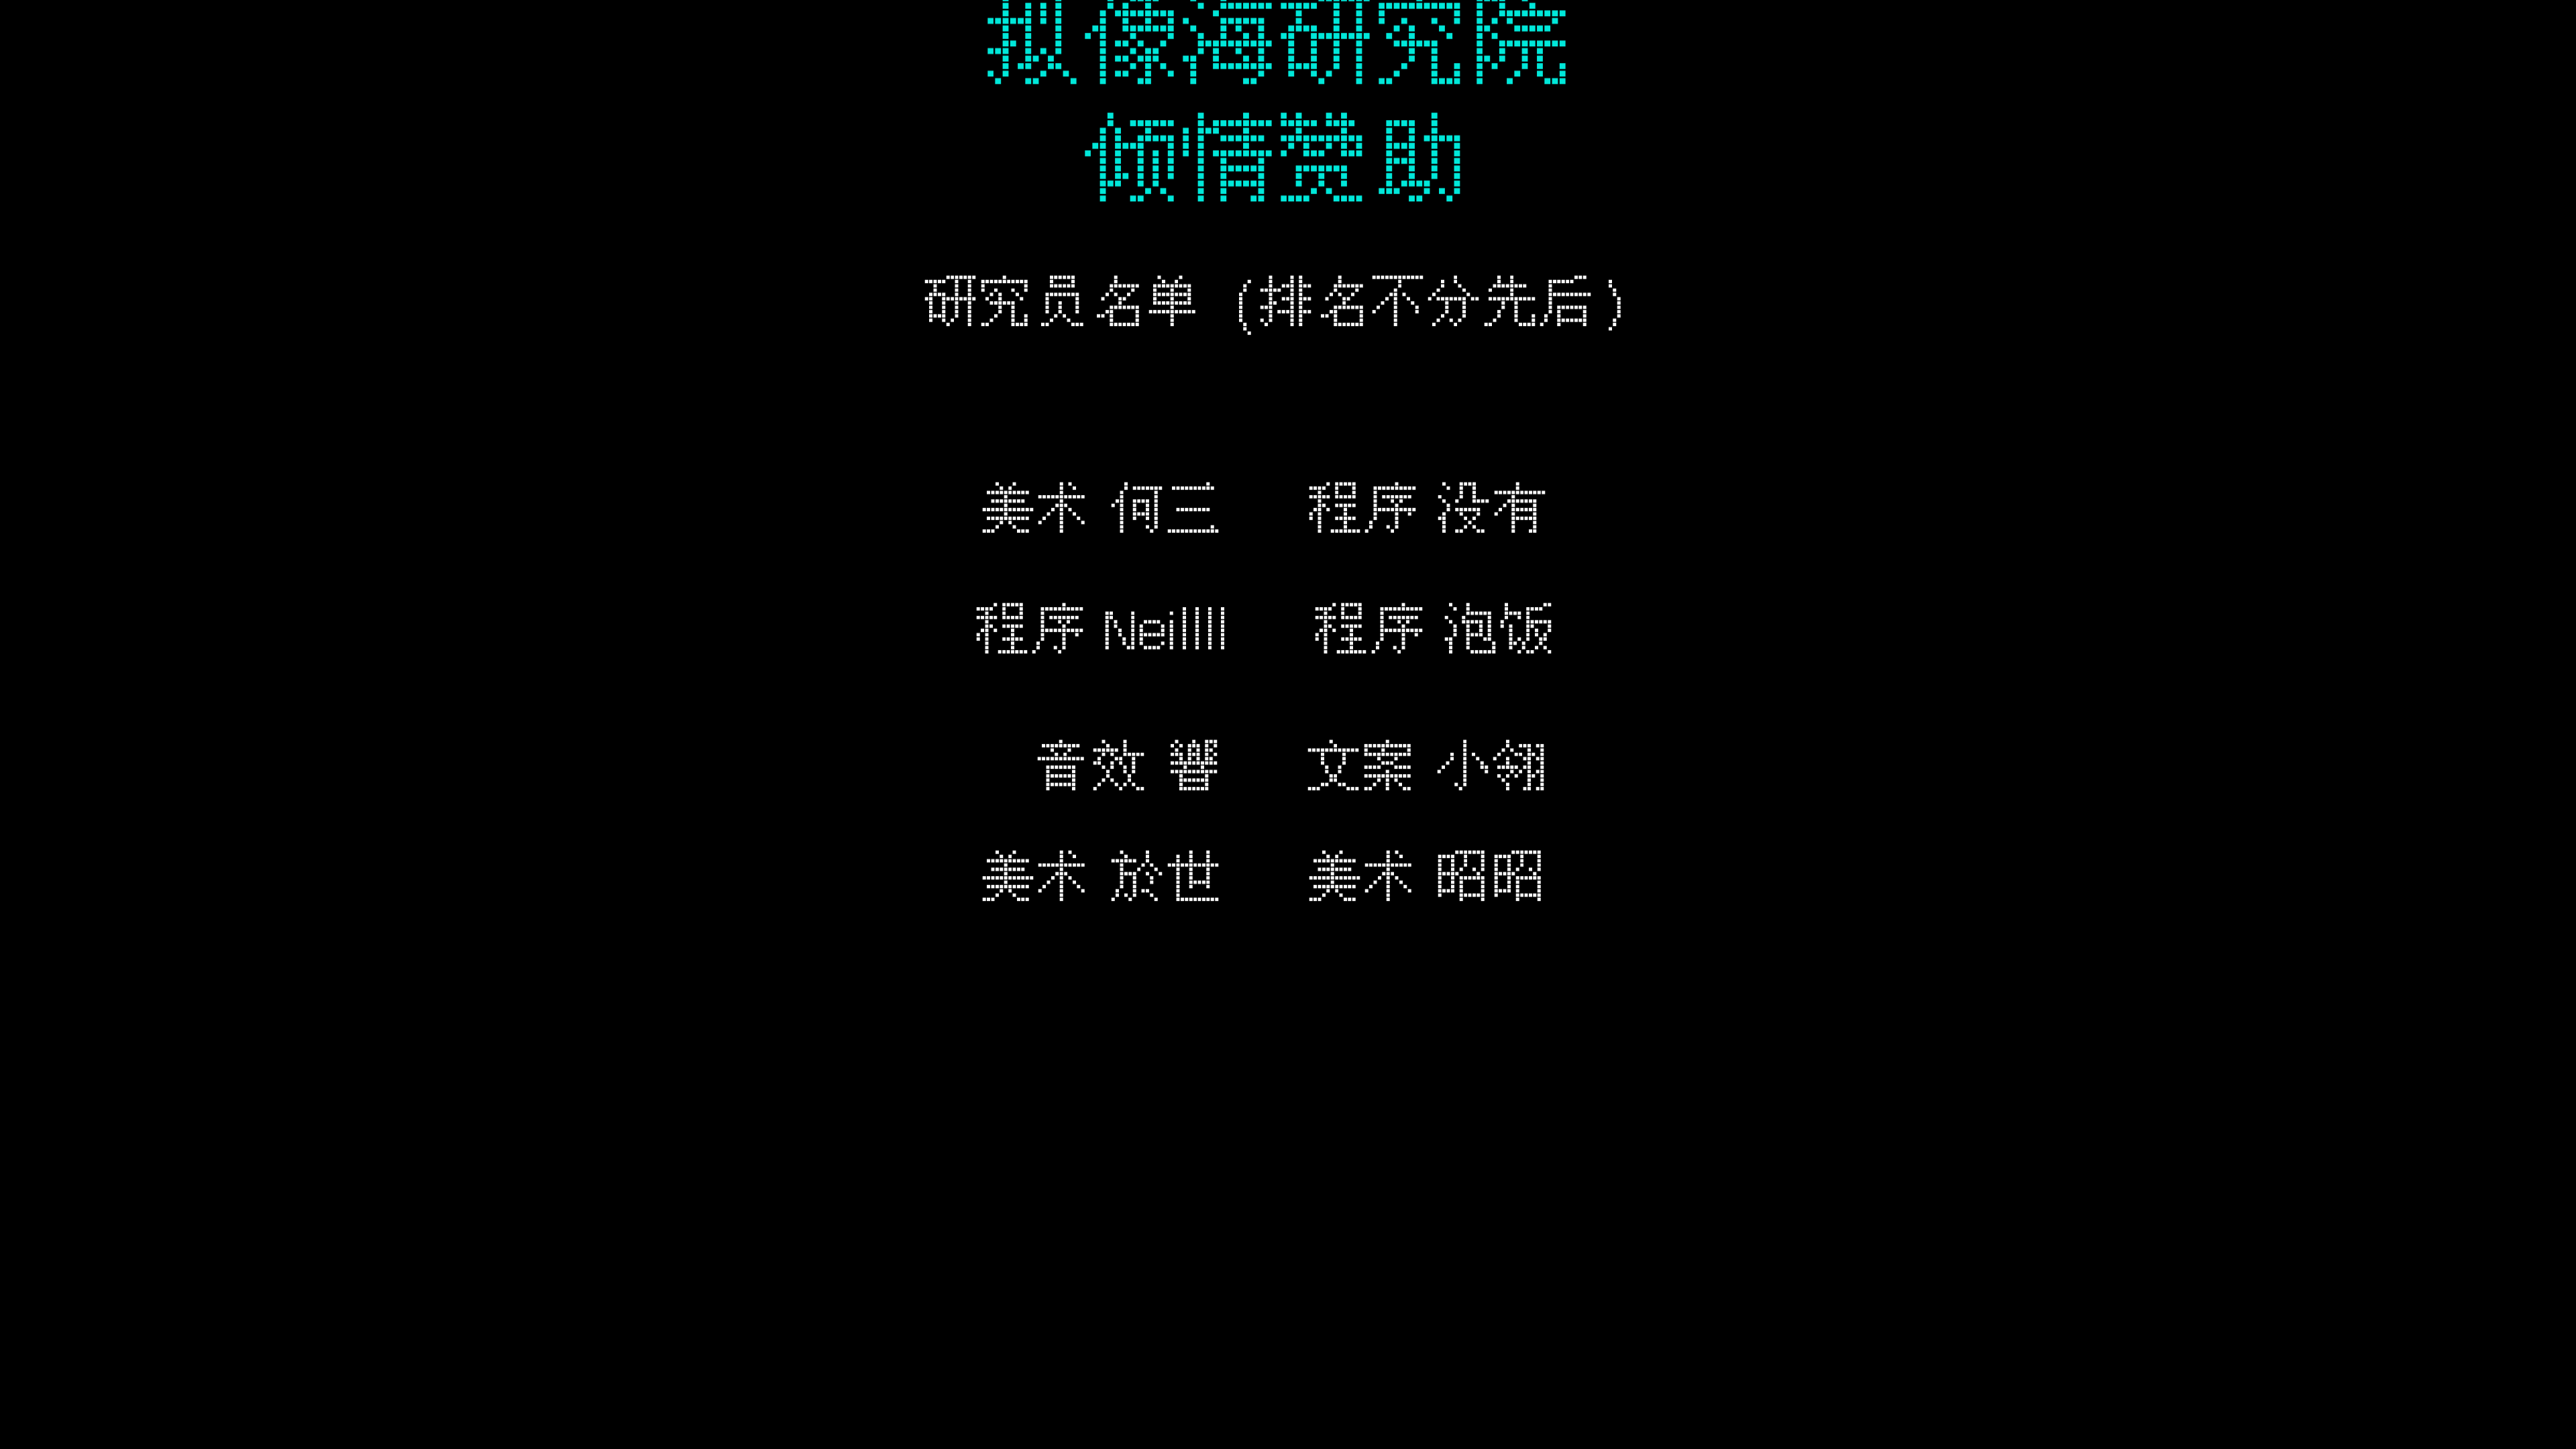 拟像海研究院
倾情赞助
研究员名单 (排名不分先后)
美术 何三 程序 没有
程序 Neillll 程序 泡饭
音效 響 文案 小翎
美术 於世 美术 昭昭